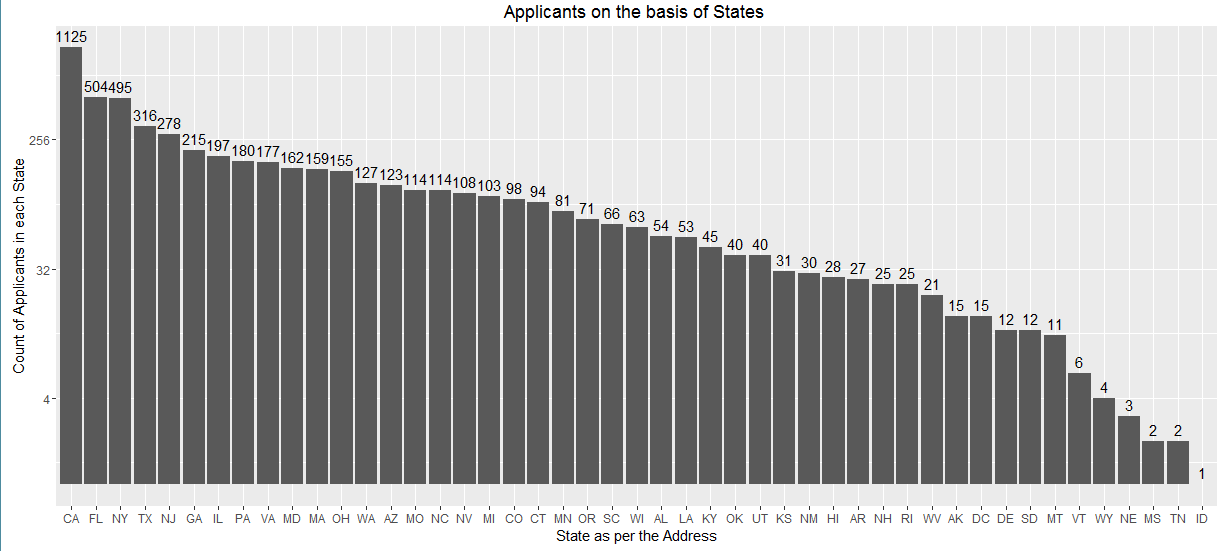 Applicants on the basis of States
1125
504 495
316 278
215 197 180 177 162 159 155
127 123 114 114 108 103 98 94
81 71 66 63
54 53 45 40 40
31 30 28 27 25 25
21 15 15 12 12 11
6 4 3 2 2 1
256
32
4
Count of Applicants in each State
CA FL NY TX NJ GA IL PA VA MD MA OH WA AZ MO NC NV MI CO CT MN OR SC WI AL LA KY OK UT KS NM HI AR NH RI WV AK DC DE SD MT VT WY NE MS TN ID
State as per the Address